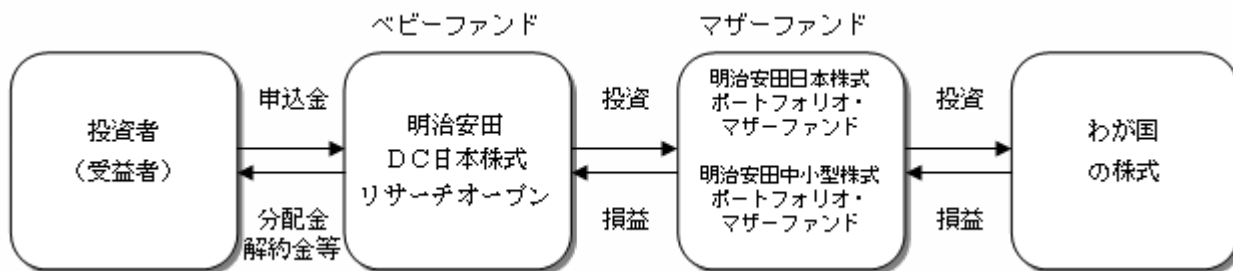 ベビーファンド
マザーファンド
投資者
（受益者）
申込金
分配金
解約金等
明治安田
ＤＣ日本株式
リサーチオープン
投資
損益
明治安田日本株式
ポートフォリオ・
マザーファンド
明治安田中小型株式
ポートフォリオ・
マザーファンド
投資
損益
わが国
の株式